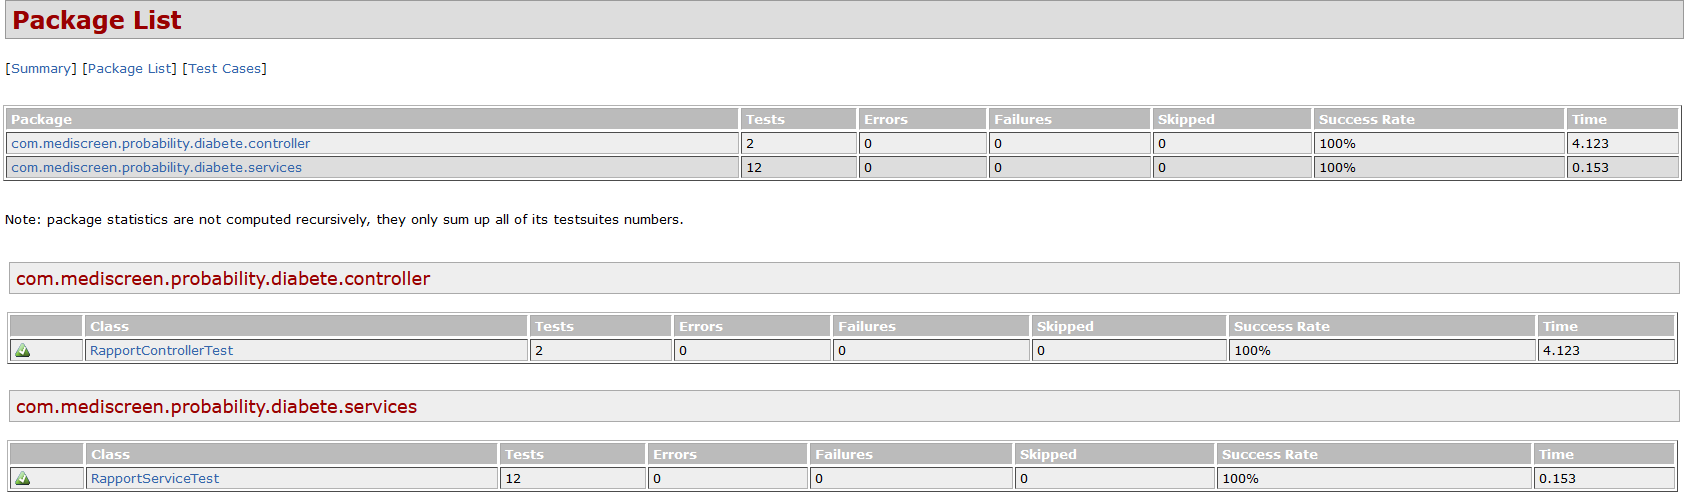 Package List
[Summary] [Package List] [Test Cases]
Package Tests Errors Failures Skipped Success Rate Time
com.mediscreen.probability.diabete.controller 2 0 0 0 100% 4.123
com.mediscreen.probability.diabete.services 12 0 0 0 100% 0.153
Note: package statistics are not computed recursively, they only sum up all of its testsuites numbers.
com.mediscreen.probability.diabete.controller
Class Tests Errors Failures Skipped Success Rate Time
RapportControllerTest 2 0 0 0 100% 4.123
com.mediscreen.probability.diabete.services
Class Tests Errors Failures Skipped Success Rate Time
RapportServiceTest 12 0 0 0 100% 0.153